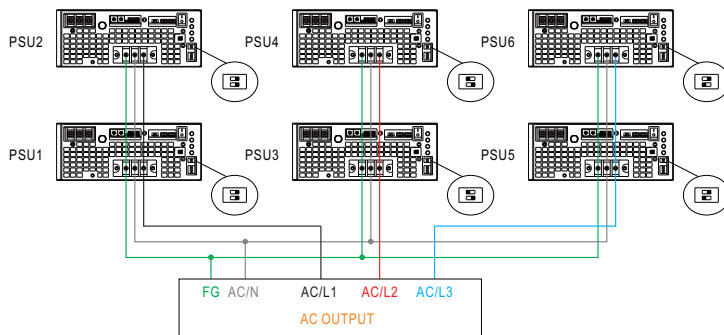 PSU2
PSU4
PSU6
PSU1
PSU3
PSU5
FG AC/N AC/L1 AC/L2 AC/L3
AC OUTPUT